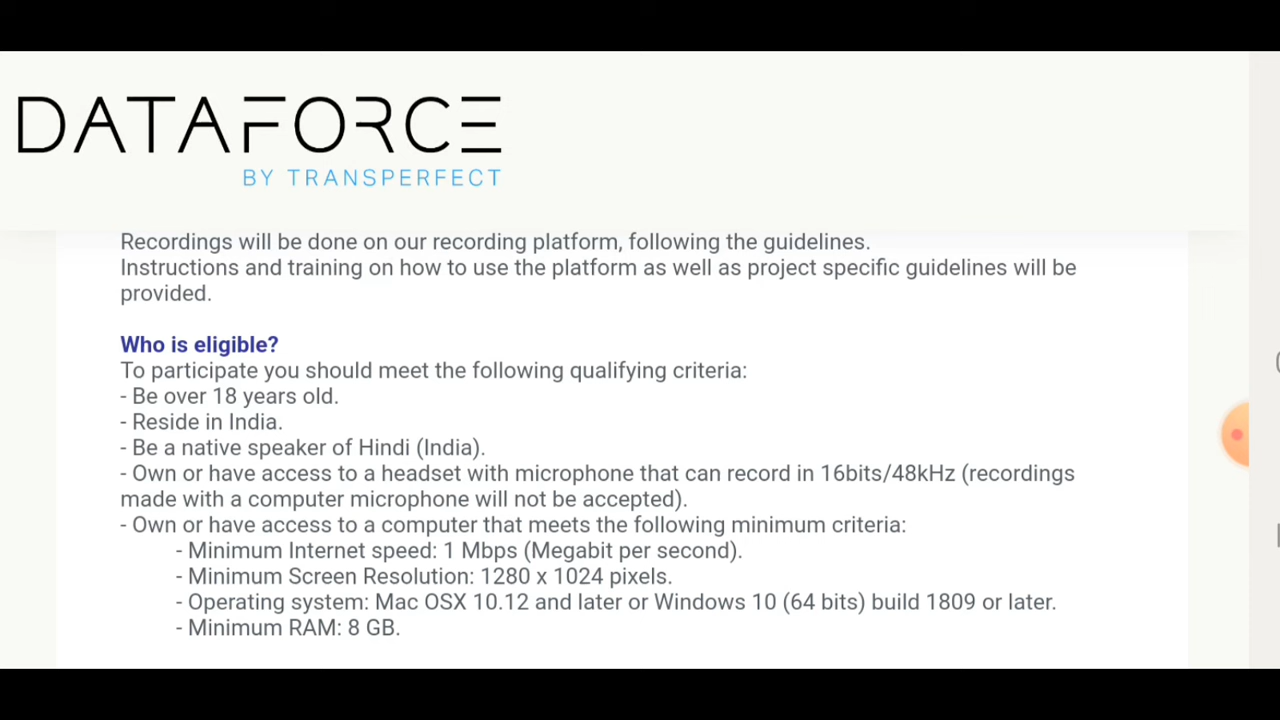 DATAFORCE
BY TRANSPERFECT
Recordings will be done on our recording platform, following the guidelines.
Instructions and training on how to use the platform as well as project specific guidelines will be
provided.
Who is eligible?
To participate you should meet the following qualifying criteria:
- Be over 18 years old.
- Reside in India.
- Be a native speaker of Hindi (India).
- Own or have access to a headset with microphone that can record in 16bits/48kHz (recordings
made with a computer microphone will not be accepted).
- Own or have access to a computer that meets the following minimum criteria:
- Minimum Internet speed: 1 Mbps (Megabit per second).
- Minimum Screen Resolution: 1280 x 1024 pixels.
- Operating system: Mac OSX 10.12 and later or Windows 10 (64 bits) build 1809 or later.
- Minimum RAM: 8 GB.